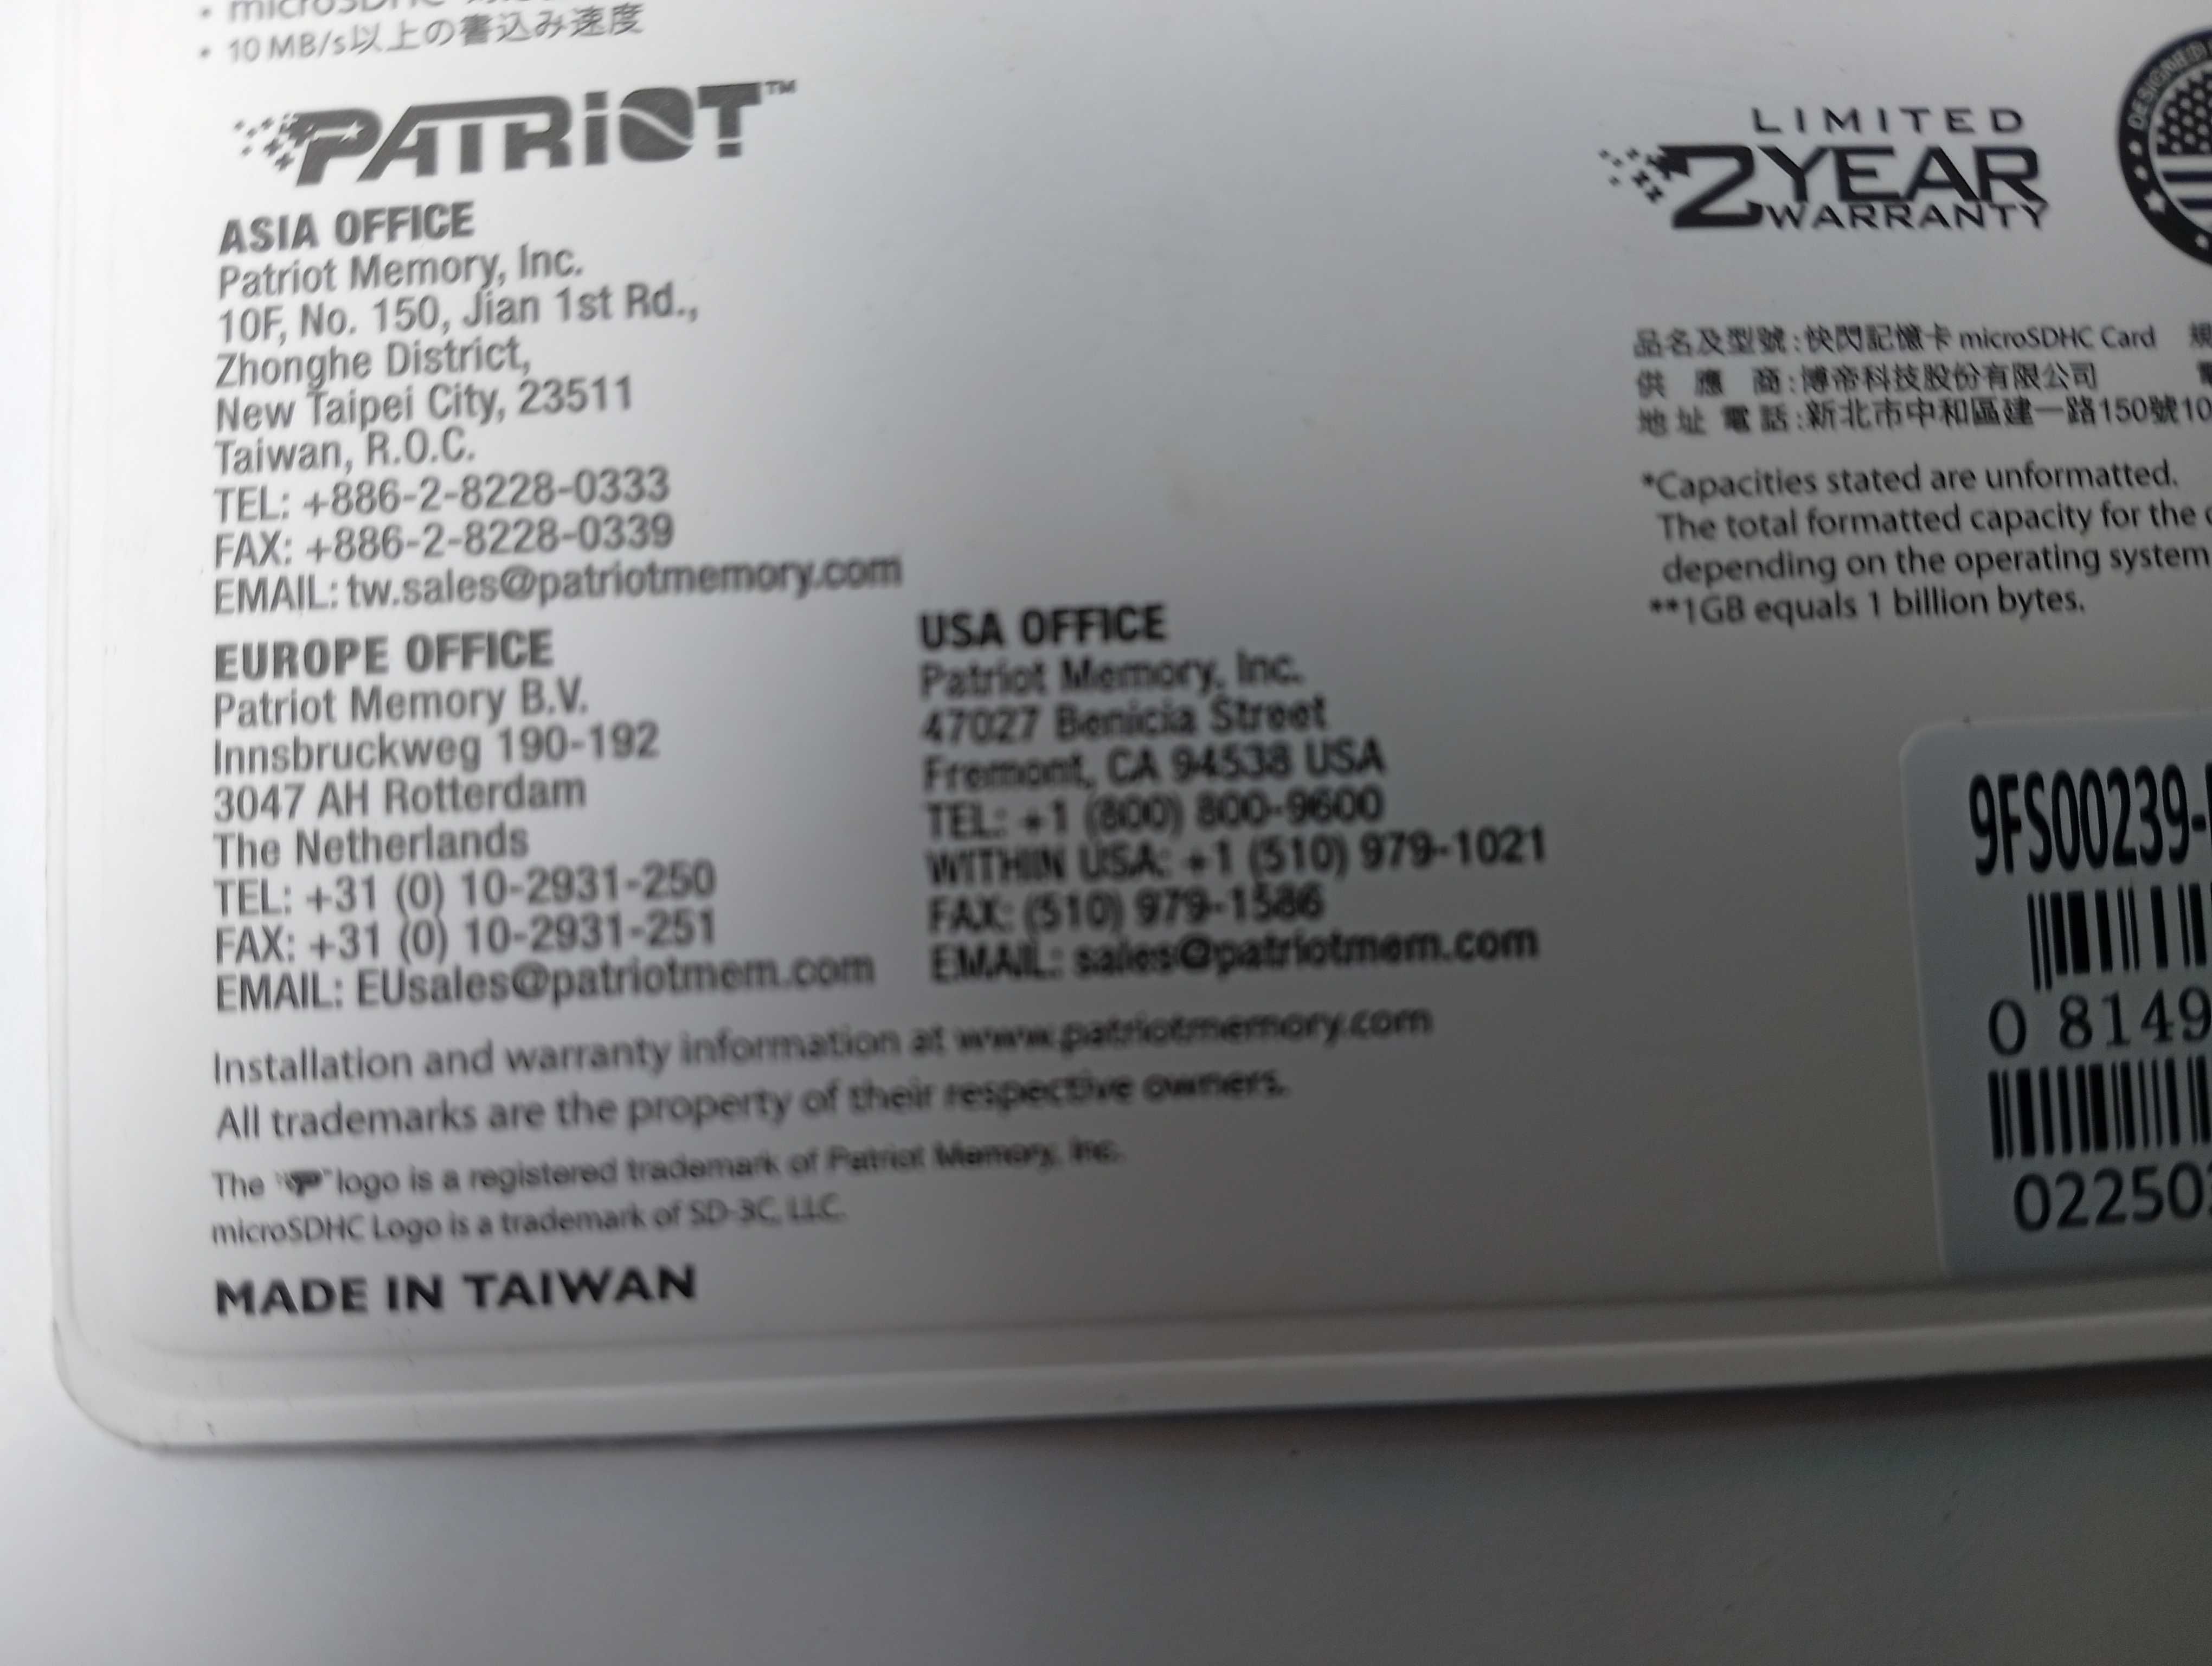 • microSDHC
• 10 MB/s以上の書込み速度
PATRiOT™
ASIA OFFICE
Patriot Memory, Inc.
10F, No. 150, Jian 1st Rd.,
Zhonghe District,
New Taipei City, 23511
Taiwan, R.O.C.
TEL: +886-2-8228-0333
FAX: +886-2-8228-0339
EMAIL: tw.sales@patriotmemory.com
EUROPE OFFICE
Patriot Memory B.V.
Innsbruckweg 190-192
3047 AH Rotterdam
The Netherlands
TEL: +31 (0) 10-2931-250
FAX: +31 (0) 10-2931-251
EMAIL: EUsales@patriotmem.com
USA OFFICE
Patriot Memory, Inc.
47027 Benicia Street
Fremont, CA 94538 USA
TEL: +1 (800) 800-9600
WITHIN USA: +1 (510) 979-1021
FAX: (510) 979-1586
EMAIL: sales@patriotmem.com
Installation and warranty information at www.patriotmemory.com
All trademarks are the property of their respective owners.
The "P" logo is a registered trademark of Patriot Memory, Inc.
microSDHC Logo is a trademark of SD-3C, LLC.
MADE IN TAIWAN
LIMITED
2 YEAR
WARRANTY
DESIGNED
品名及型號:快閃記憶卡 microSDHC Card 規
供 應 商:博帝科技股份有限公司
地址 電話:新北市中和區建一路150號10
*Capacities stated are unformatted.
The total formatted capacity for the
depending on the operating system
**1GB equals 1 billion bytes.
9FS00239-
0 8149
02250